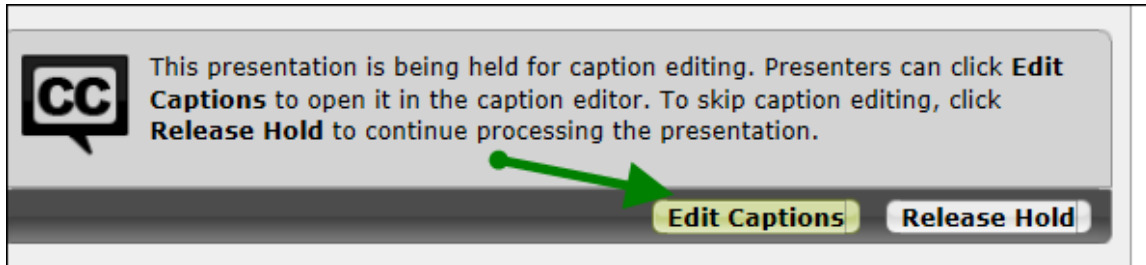 CC
This presentation is being held for caption editing. Presenters can click Edit
Captions to open it in the caption editor. To skip caption editing, click
Release Hold to continue processing the presentation.
Edit Captions Release Hold